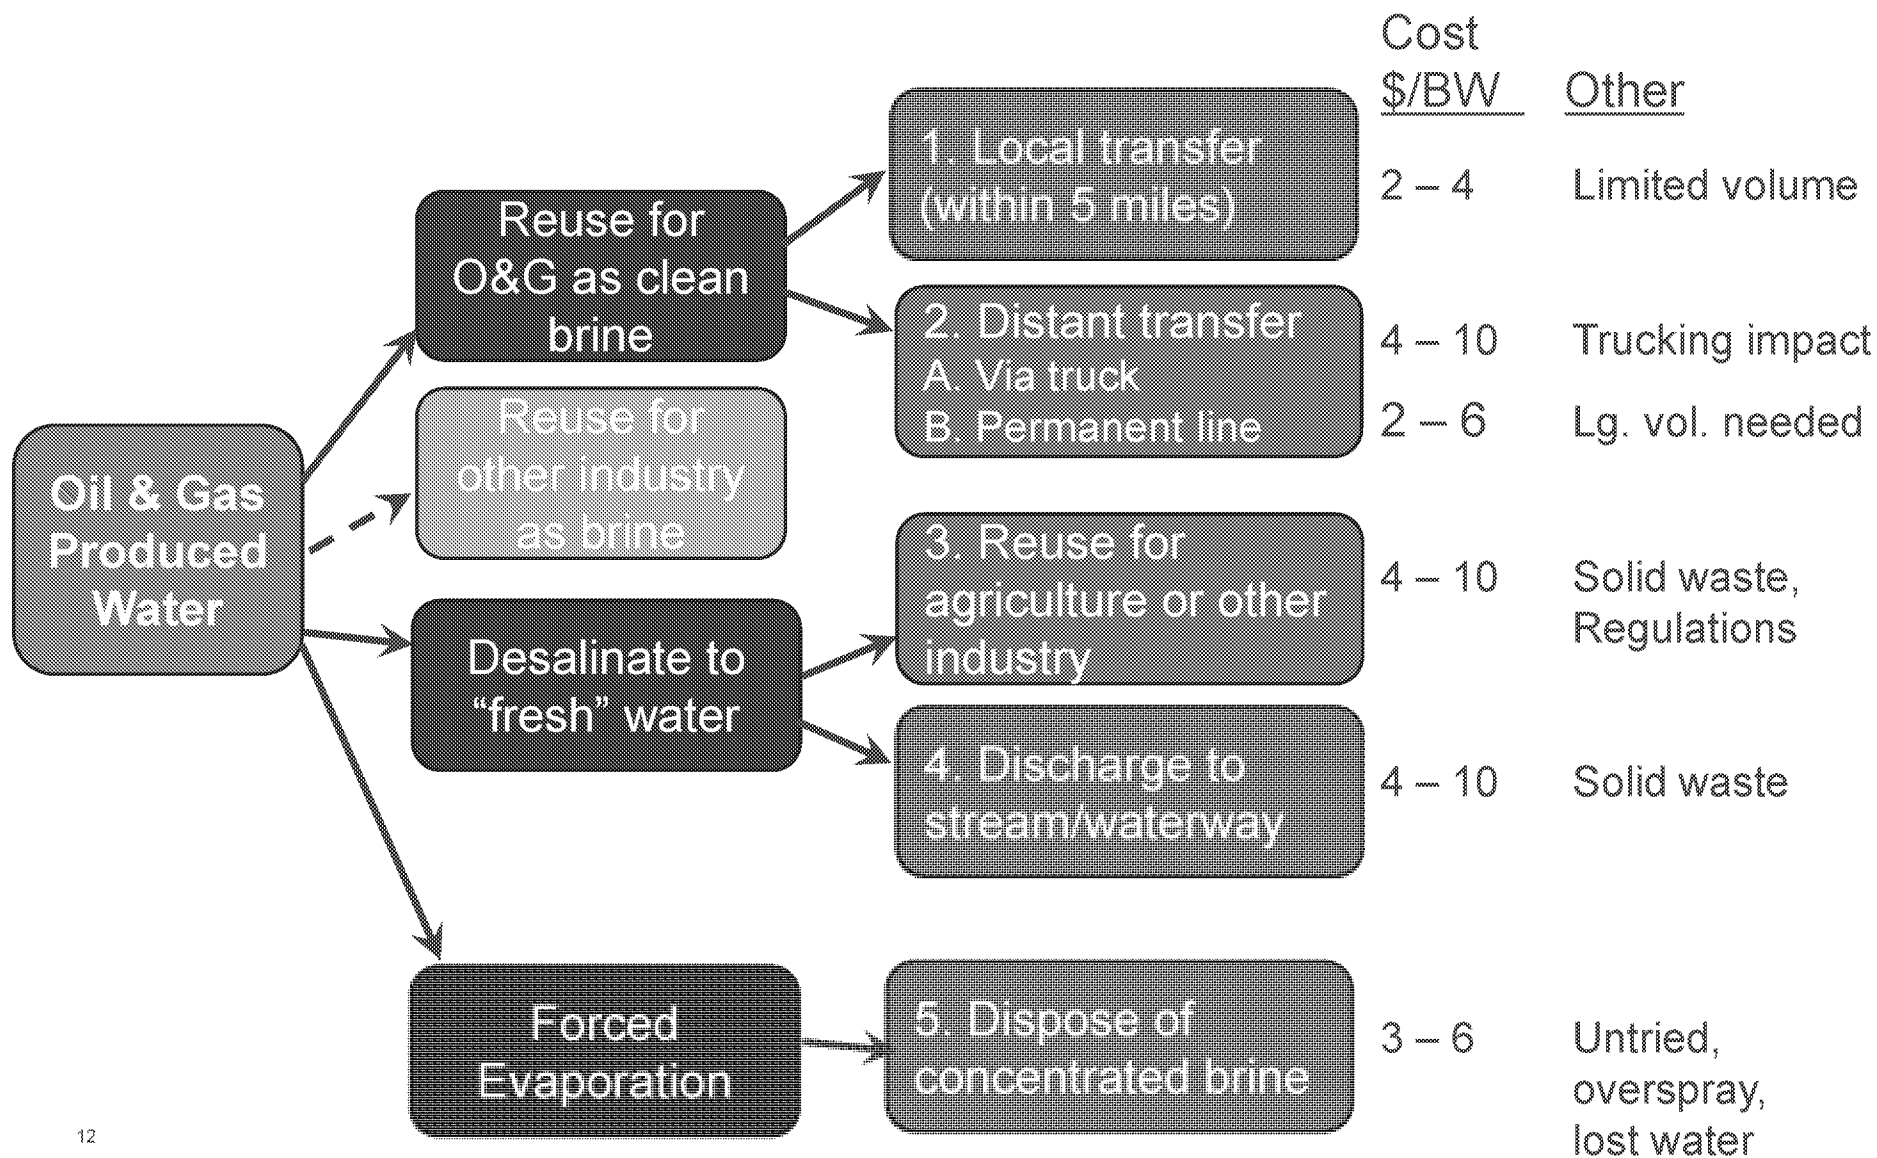 Cost
$/BW
Other
Oil & Gas
Produced
Water
Reuse for
O&G as clean
brine
Reuse for
other industry
as brine
Desalinate to
“fresh” water
Forced
Evaporation
1. Local transfer
(within 5 miles)
2 – 4
Limited volume
2. Distant transfer
A. Via truck
B. Permanent line
4 – 10
Trucking impact
2 – 6
Lg. vol. needed
3. Reuse for
agriculture or other
industry
4 – 10
Solid waste,
Regulations
4. Discharge to
stream/waterway
4 – 10
Solid waste
5. Dispose of
concentrated brine
3 – 6
Untried,
overspray,
lost water
12